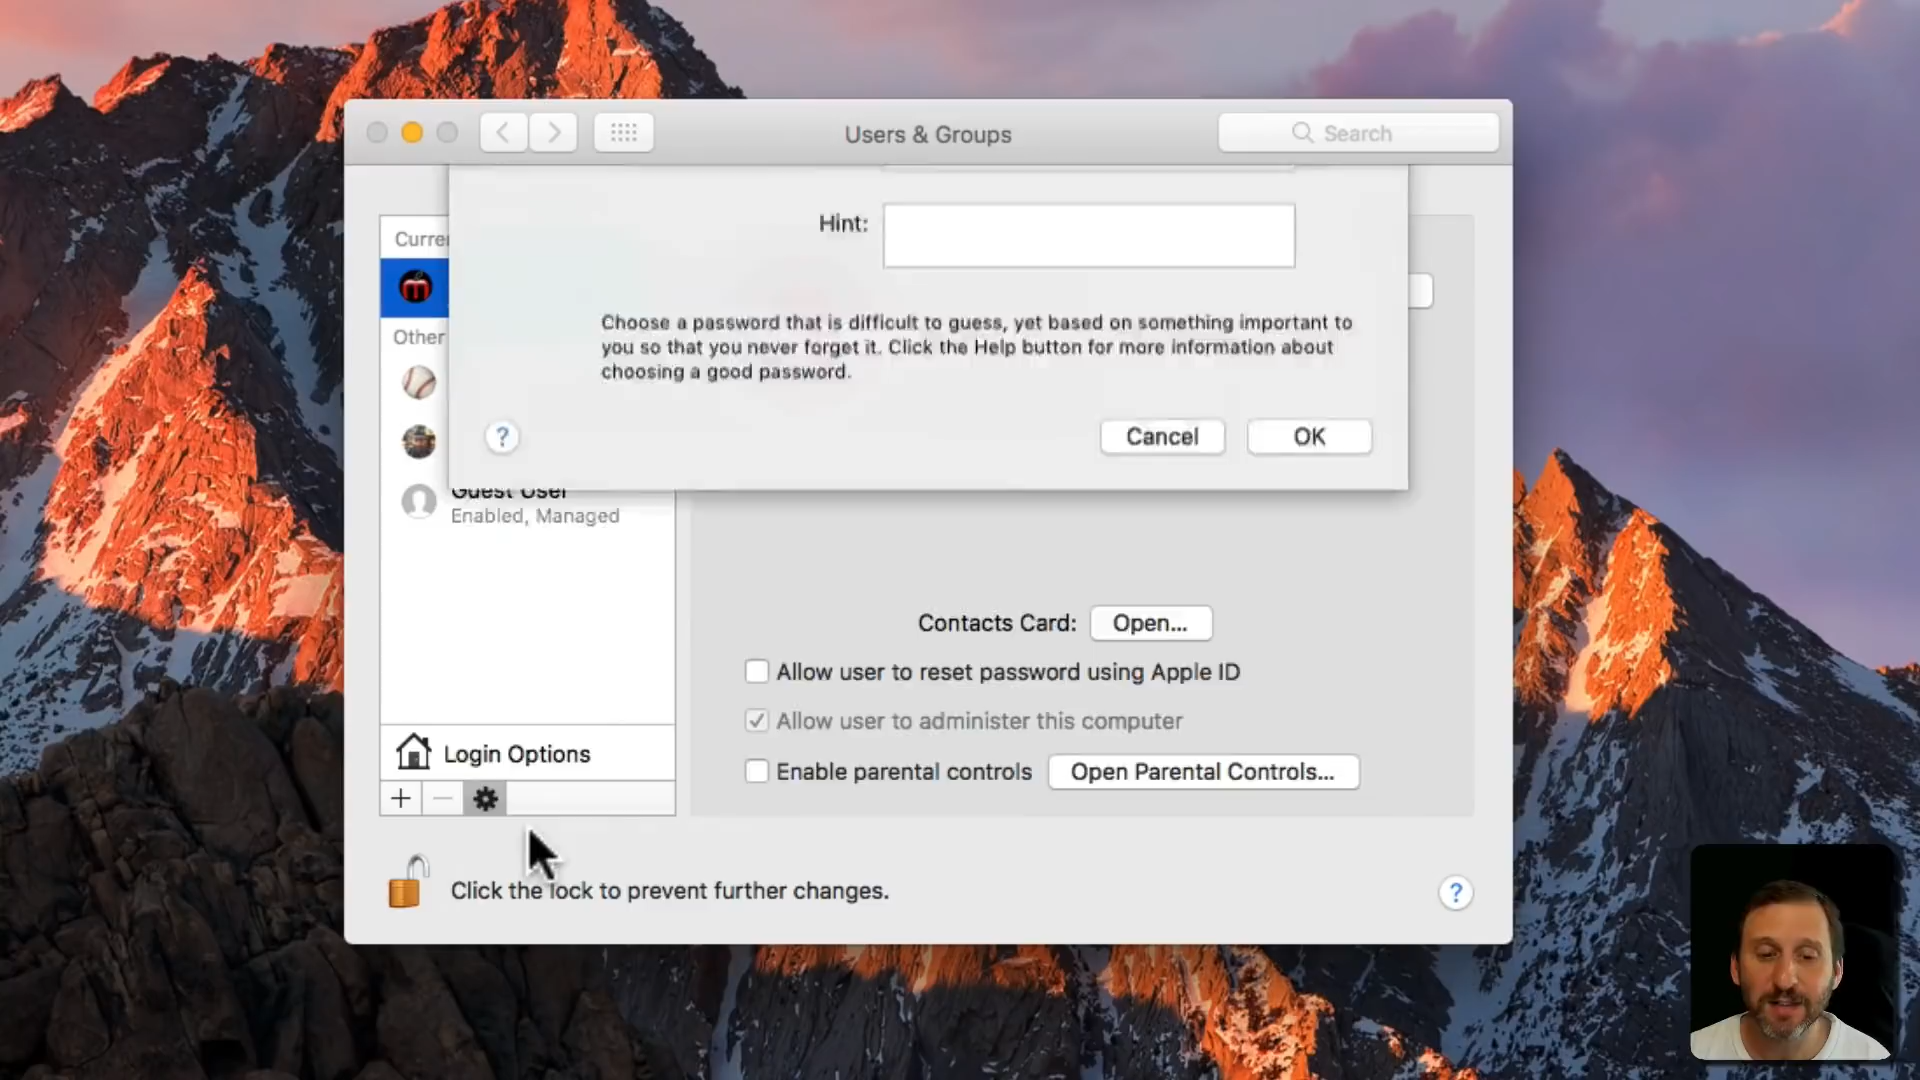 Users & Groups
Search
Curre
Hint:
Other
Choose a password that is difficult to guess, yet based on something important to
you so that you never forget it. Click the Help button for more information about
choosing a good password.
?
Cancel
OK
Guest User
Enabled, Managed
Contacts Card:
Open...
Allow user to reset password using Apple ID
Allow user to administer this computer
Enable parental controls
Open Parental Controls...
Login Options
Click the lock to prevent further changes.
?